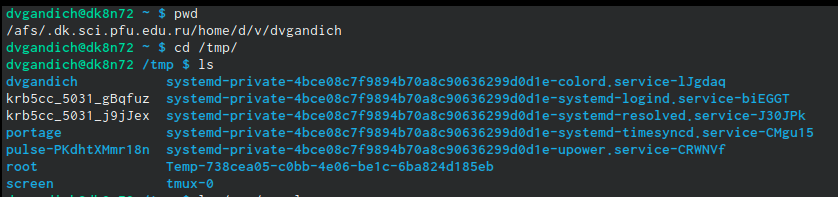 dvgandich@dk8n72 ~ $ pwd
/afs/.dk.sci.pfu.edu.ru/home/d/v/dvgandich
dvgandich@dk8n72 ~ $ cd /tmp/
dvgandich@dk8n72 /tmp $ ls
dvgandich systemd-private-4bce08c7f9894b70a8c90636299d0d1e-colord.service-lJgdaq
krb5cc_5031_gBqfuz systemd-private-4bce08c7f9894b70a8c90636299d0d1e-systemd-logind.service-biEGGT
krb5cc_5031_j9jJex systemd-private-4bce08c7f9894b70a8c90636299d0d1e-systemd-resolved.service-J30JPk
portage systemd-private-4bce08c7f9894b70a8c90636299d0d1e-systemd-timesyncd.service-CMgu15
pulse-PKdhtXMmr18n systemd-private-4bce08c7f9894b70a8c90636299d0d1e-upower.service-CRWNVf
root Temp-738cea05-c0bb-4e06-be1c-6ba824d185eb
screen tmux-0